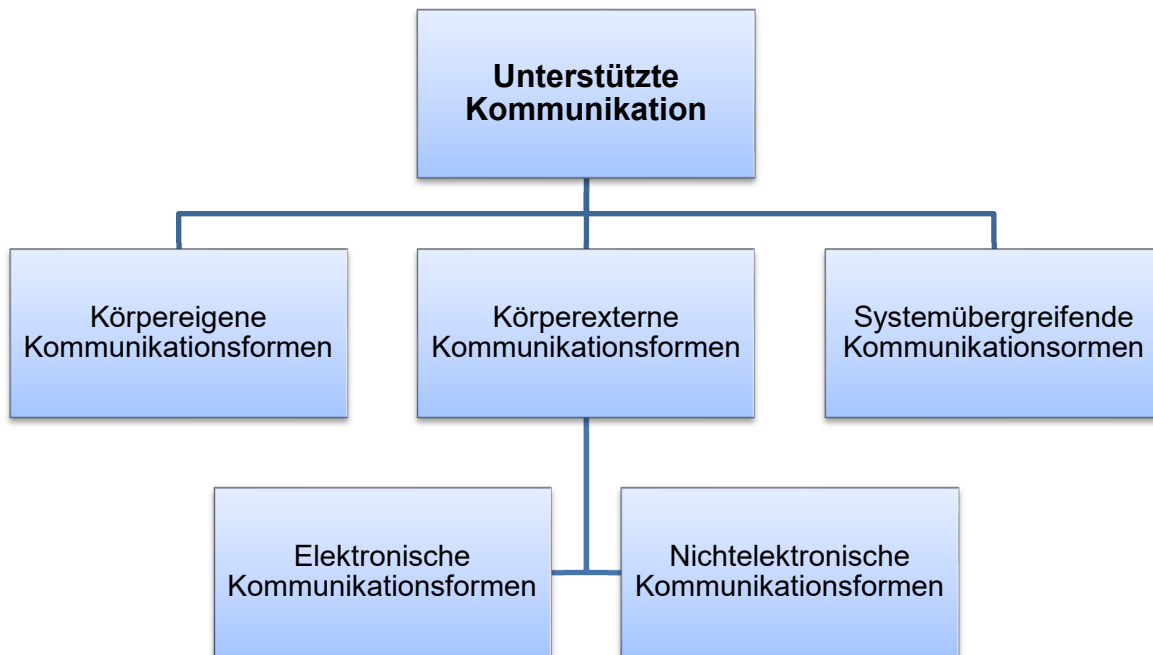 Unterstützte
Kommunikation
Körpereigene
Kommunikationsformen
Körperexterne
Kommunikationsformen
Systemübergreifende
Kommunikationsormen
Elektronische
Kommunikationsformen
Nichtelektronische
Kommunikationsformen